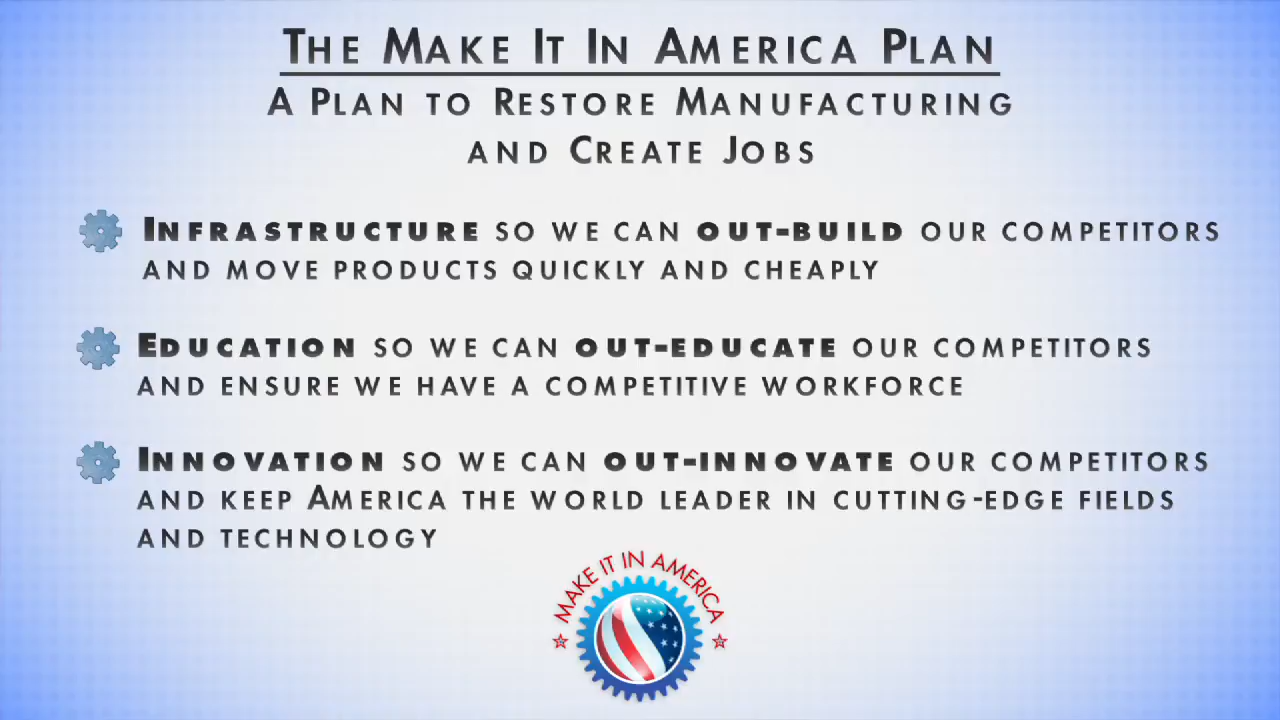 THE MAKE IT IN AMERICA PLAN
A PLAN TO RESTORE MANUFACTURING
AND CREATE JOBS
INFRASTRUCTURE SO WE CAN OUT-BUILD OUR COMPETITORS
AND MOVE PRODUCTS QUICKLY AND CHEAPLY
EDUCATION SO WE CAN OUT-EDUCATE OUR COMPETITORS
AND ENSURE WE HAVE A COMPETITIVE WORKFORCE
INNOVATION SO WE CAN OUT-INNOVATE OUR COMPETITORS
AND KEEP AMERICA THE WORLD LEADER IN CUTTING-EDGE FIELDS
AND TECHNOLOGY
MAKE IT IN AMERICA